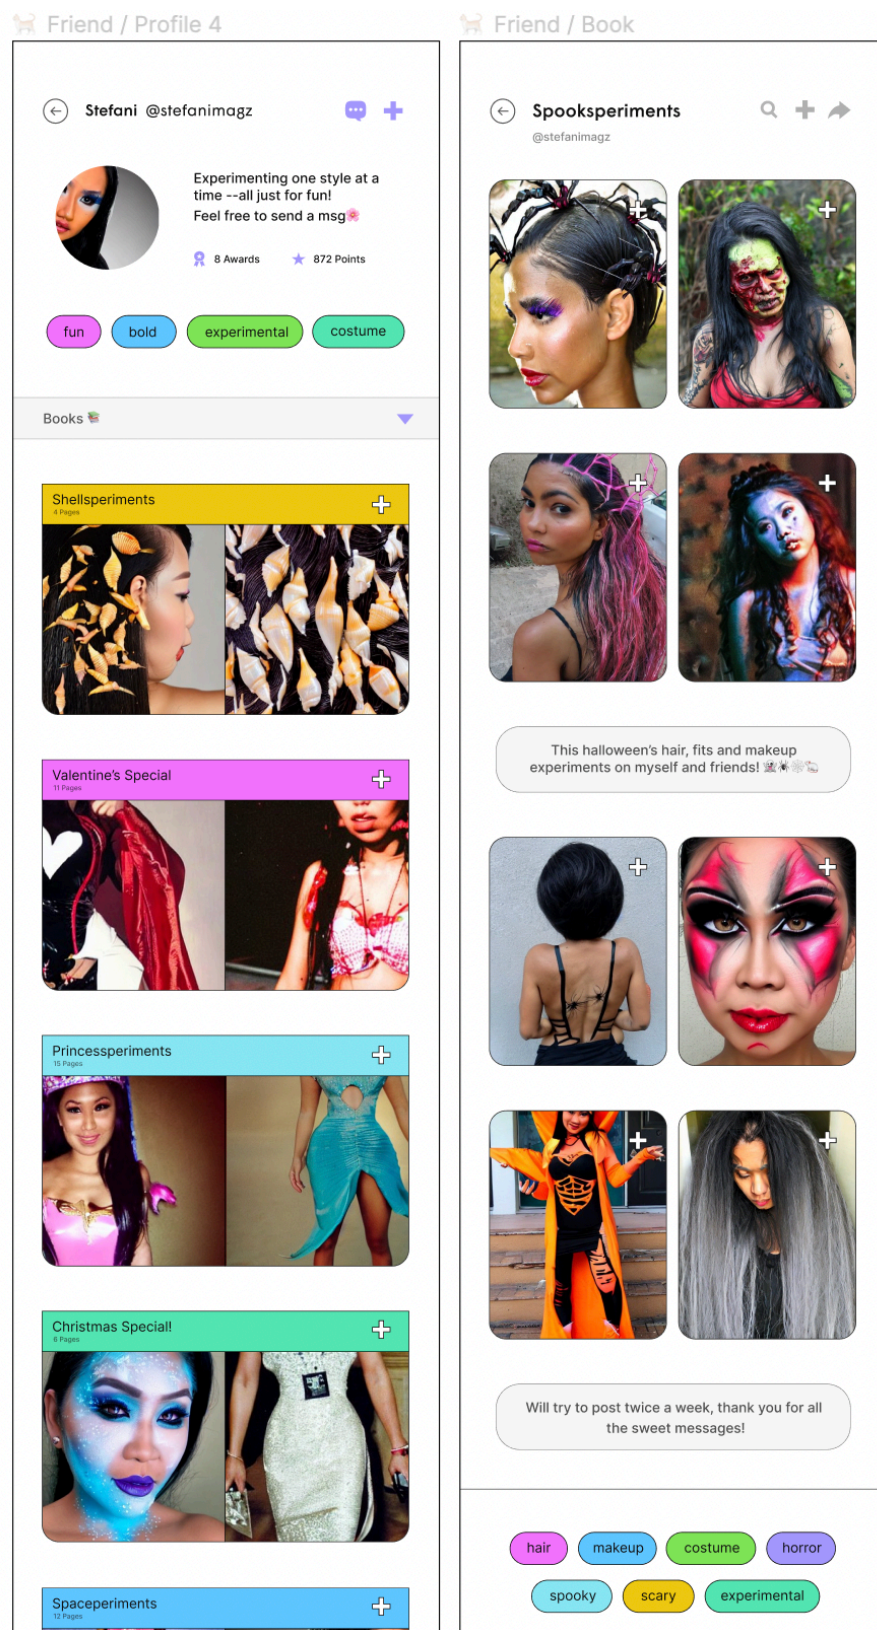 Friend / Profile 4
Stefani @stefanimagz
Experimenting one style at a
time --all just for fun!
Feel free to send a msg🌸
8 Awards
872 Points
fun
bold
experimental
costume
Books 📚
Shellsperiments
4 Pages
Valentine's Special
11 Pages
Princessperiments
15 Pages
Christmas Special!
6 Pages
Spaceperiments
12 Pages
Friend / Book
Spooksperiments
@stefanimagz
This halloween's hair, fits and makeup
experiments on myself and friends!
Will try to post twice a week, thank you for all
the sweet messages!
hair
makeup
costume
horror
spooky
scary
experimental